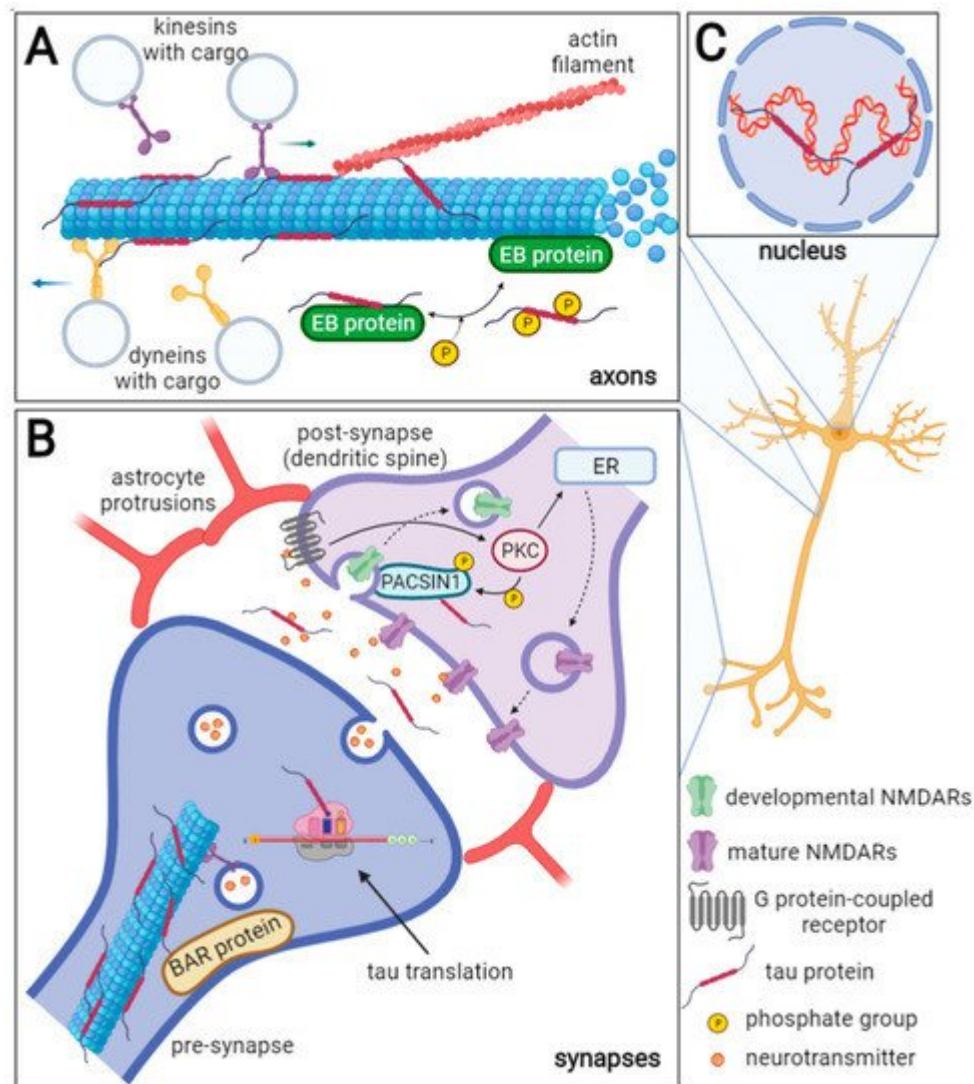 A
kinesins
with cargo
actin
filament
EB protein
EB protein
P
P
P
dyneins
with cargo
axons
C
nucleus
B
post-synapse
(dendritic spine)
astrocyte
protrusions
ER
PKC
P
PACSIN1
P
BAR protein
tau translation
pre-synapse
synapses
developmental NMDARs
mature NMDARs
G protein-coupled
receptor
tau protein
P
phosphate group
neurotransmitter